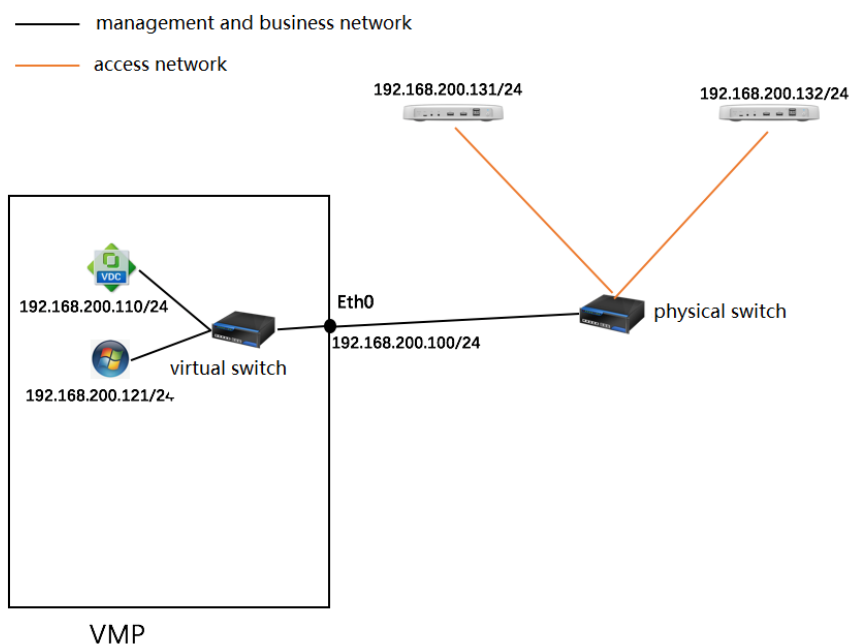 management and business network
access network
192.168.200.131/24
192.168.200.132/24
VDC
192.168.200.110/24
Eth0
physical switch
192.168.200.100/24
virtual switch
192.168.200.121/24
VMP